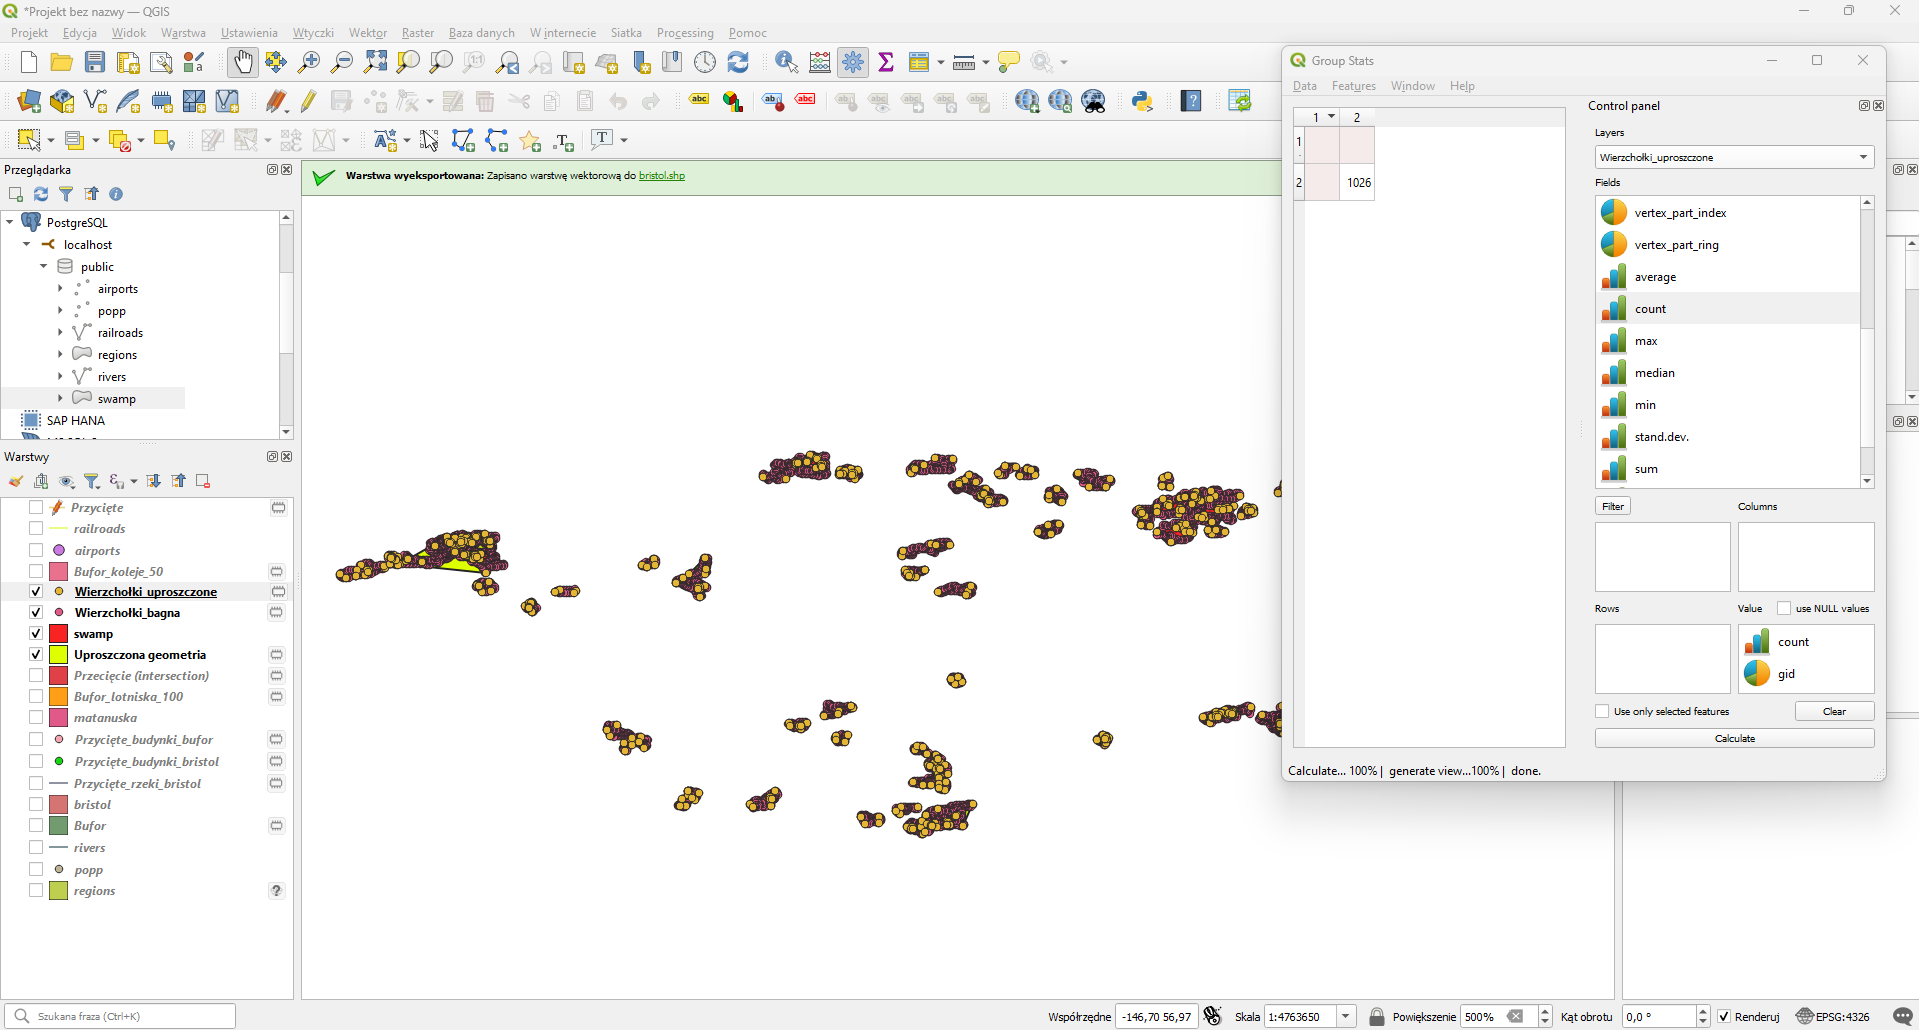 *Projekt bez nazwy — QGIS
Projekt Edycja Widok Warstwa Ustawienia Wtyczki Wektor Raster Baza danych W internecie Siatka Processing Pomoc
Przeglądarka
PostgreSQL
localhost
public
airports
popp
railroads
regions
rivers
swamp
SAP HANA
Warstwy
Przycięte
railroads
airports
Bufor_koleje_50
Wierzchołki_uproszczone
Wierzchołki_bagna
swamp
Uproszczona geometria
Przecięcie (intersection)
Bufor_lotniska_100
matanuska
Przycięte_budynki_bufor
Przycięte_budynki_bristol
Przycięte_rzeki_bristol
bristol
Bufor
rivers
popp
regions
Warstwa wyeksportowana: Zapisano warstwę wektorową do bristol.shp
Group Stats
Data Features Window Help
1 2
1
2 1026
Control panel
Layers
Wierzchołki_uproszczone
Fields
vertex_part_index
vertex_part_ring
average
count
max
median
min
stand.dev.
sum
Filter Columns
Rows Value use NULL values
count
gid
Use only selected features Clear
Calculate
Calculate... 100% | generate view...100% | done.
Szukana fraza (Ctrl+K) Współrzędne -146,70 56,97 Skala 1:4763650 Powiększenie 500% Kąt obrotu 0,0 ° Renderuj EPSG:4326